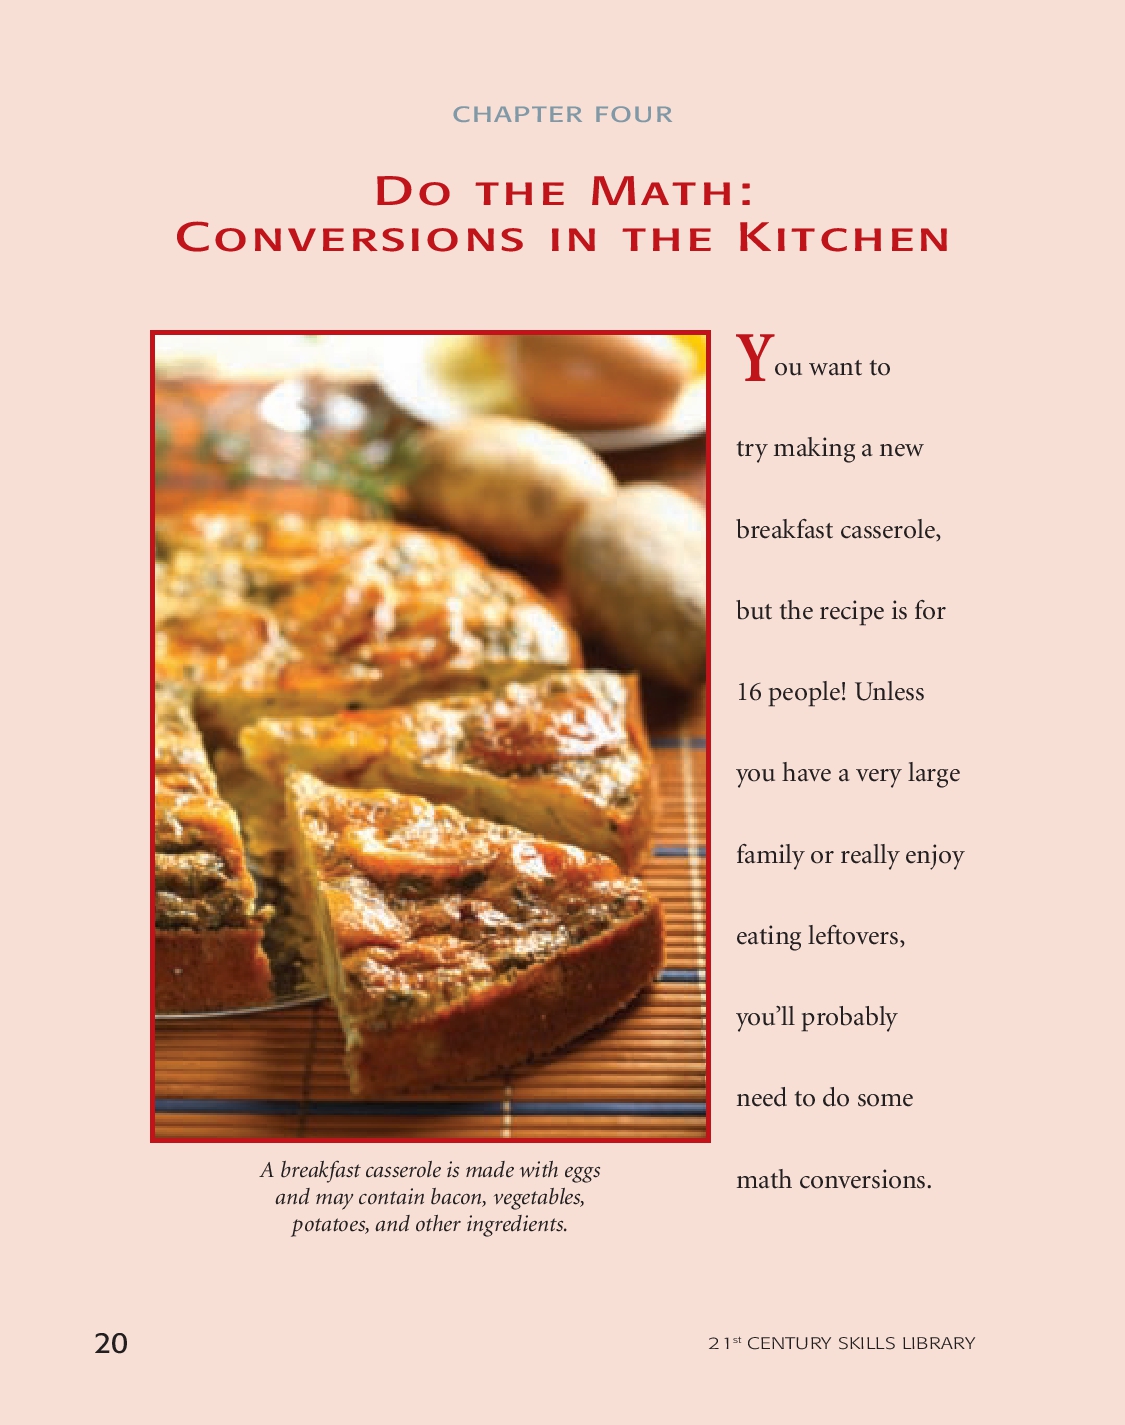 CHAPTER FOUR
DO THE MATH:
CONVERSIONS IN THE KITCHEN
You want to
try making a new
breakfast casserole,
but the recipe is for
16 people! Unless
you have a very large
family or really enjoy
eating leftovers,
you’ll probably
need to do some
math conversions.
A breakfast casserole is made with eggs
and may contain bacon, vegetables,
potatoes, and other ingredients.
20
21st CENTURY SKILLS LIBRARY